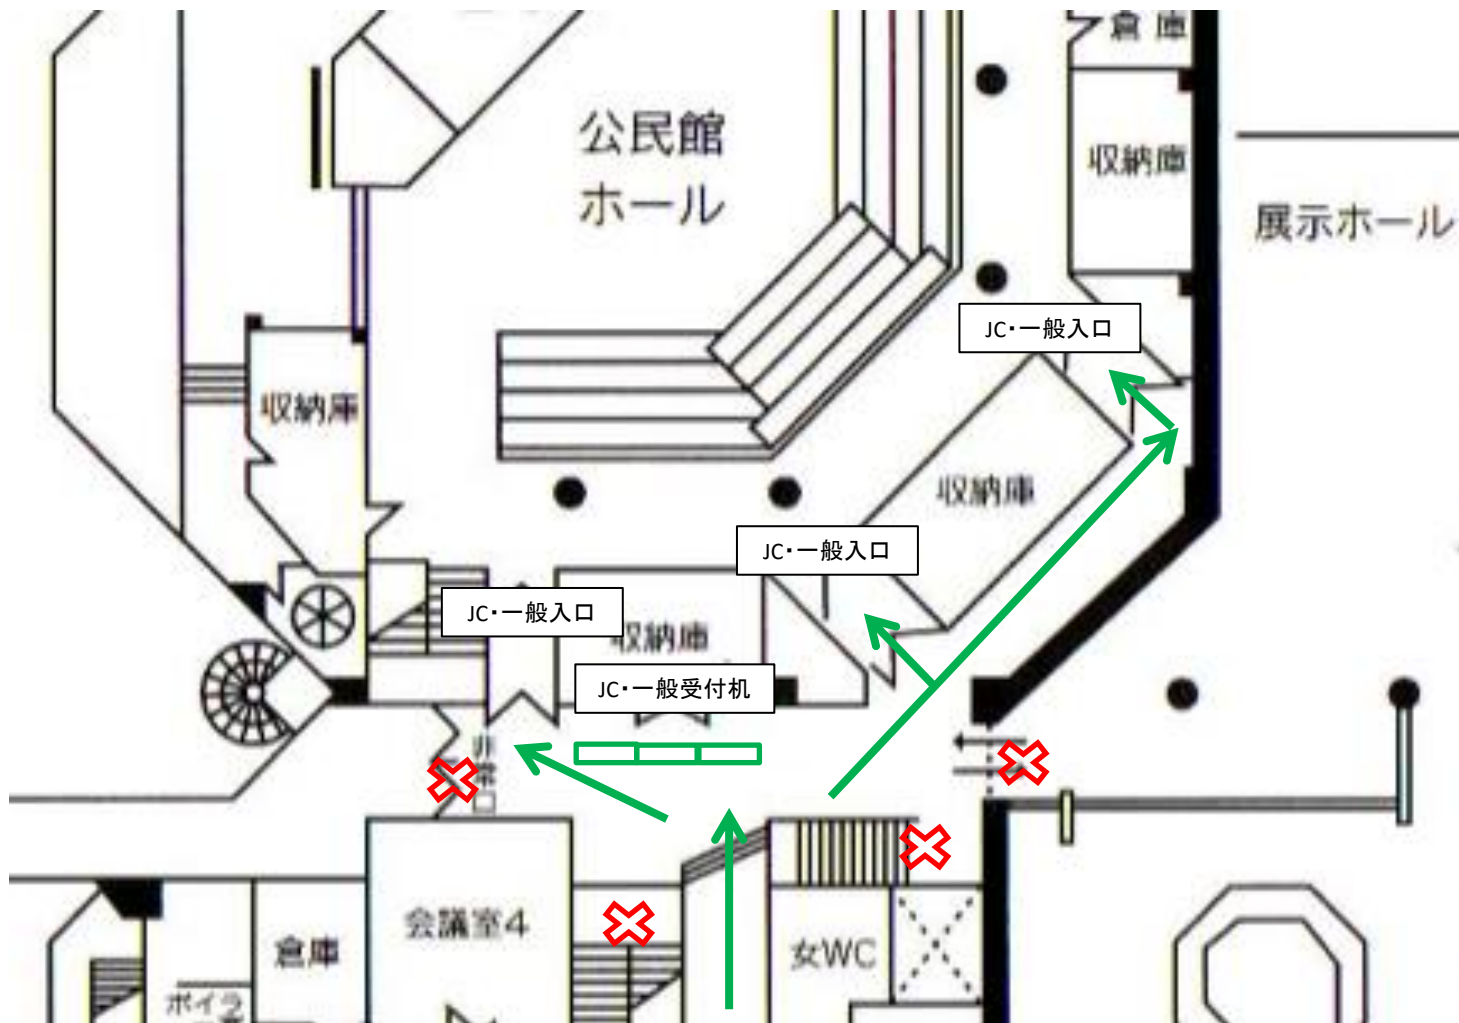 倉 庫
公民館
ホール
収納庫
展示ホール
JC・一般入口
収納庫
収納庫
JC・一般入口
JC・一般入口
収納庫
JC・一般受付机
非常口
会議室4
倉庫
女WC
ボイラ